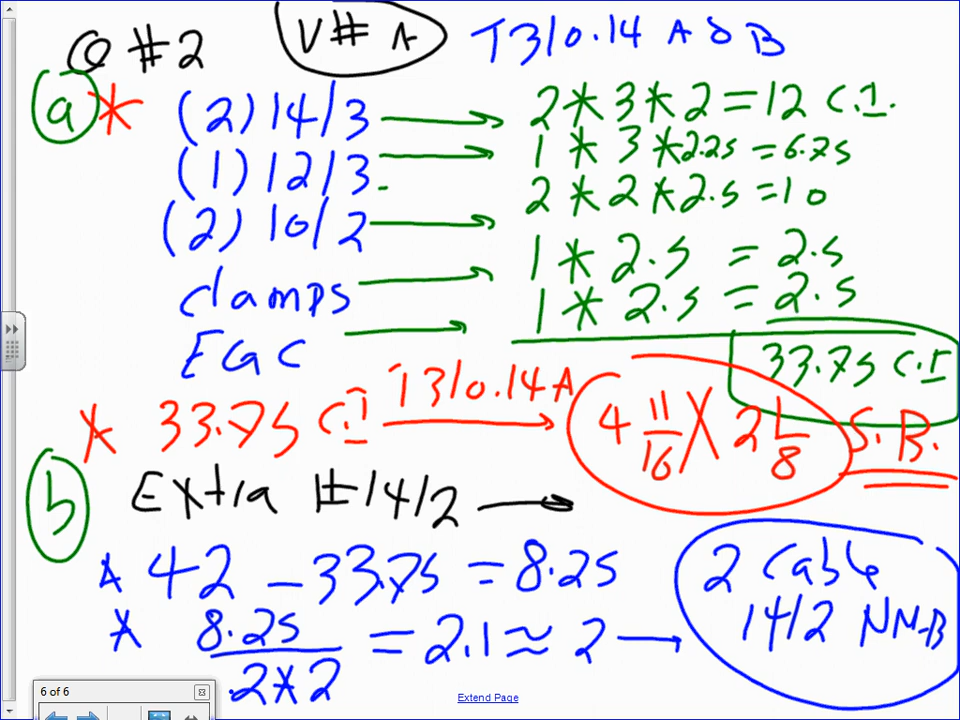 Q #2 V# A T310.14 A & B
a * (2) 14/3 → 2 * 3 * 2 = 12 C.I.
(1) 12/3 → 1 * 3 * 2.25 = 6.75
(2) 10/2 → 2 * 2 * 2.5 = 10
clamps → 1 * 2.5 = 2.5
EGC → 1 * 2.5 = 2.5
33.75 C.I
* 33.75 C.I T310.14A → 4 11/16 X 2 1/8 S.B.
b Extra # 14/2 →
* 42 - 33.75 = 8.25
* 8.25 / 2*2 = 2.1 ≈ 2 → 2 Cable
14/2 NM-B
6 of 6
Extend Page